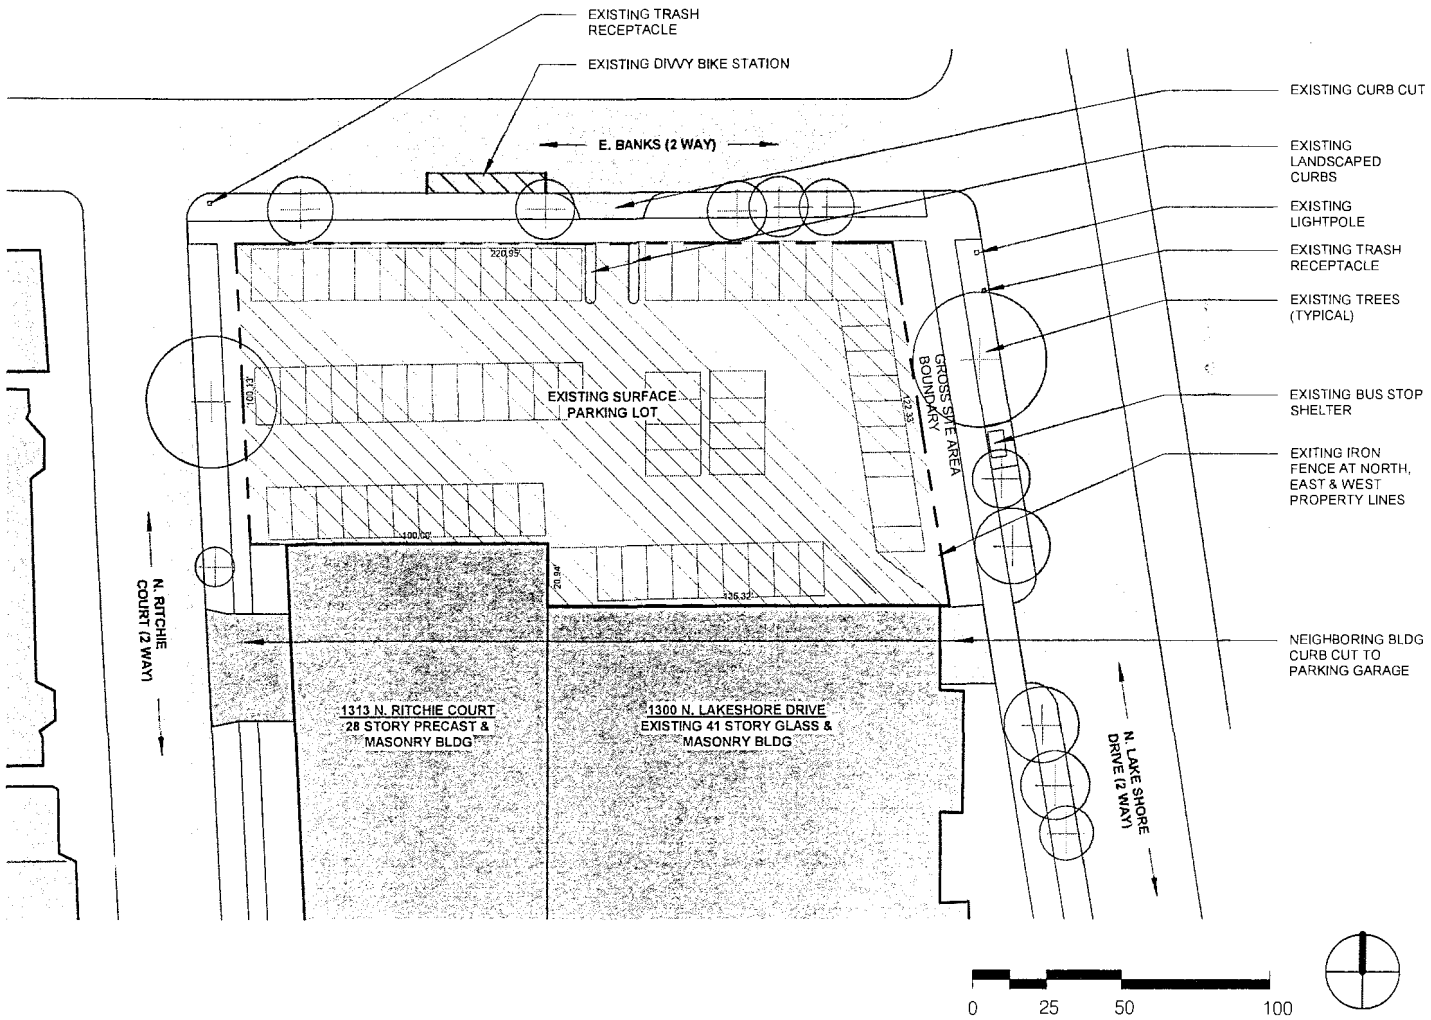 EXISTING TRASH
RECEPTACLE
EXISTING DIVVY BIKE STATION
E. BANKS (2 WAY)
EXISTING CURB CUT
EXISTING
LANDSCAPED
CURBS
EXISTING
LIGHTPOLE
EXISTING TRASH
RECEPTACLE
EXISTING TREES
(TYPICAL)
EXISTING BUS STOP
SHELTER
EXITING IRON
FENCE AT NORTH,
EAST & WEST
PROPERTY LINES
NEIGHBORING BLDG
CURB CUT TO
PARKING GARAGE
220.95'
100.13'
EXISTING SURFACE
PARKING LOT
122.33'
GROSS SITE AREA
BOUNDARY
100.00'
20.94'
136.32'
N. RITCHIE
COURT (2 WAY)
1313 N. RITCHIE COURT
28 STORY PRECAST &
MASONRY BLDG
1300 N. LAKESHORE DRIVE
EXISTING 41 STORY GLASS &
MASONRY BLDG
N. LAKE SHORE
DRIVE (2 WAY)
0 25 50 100